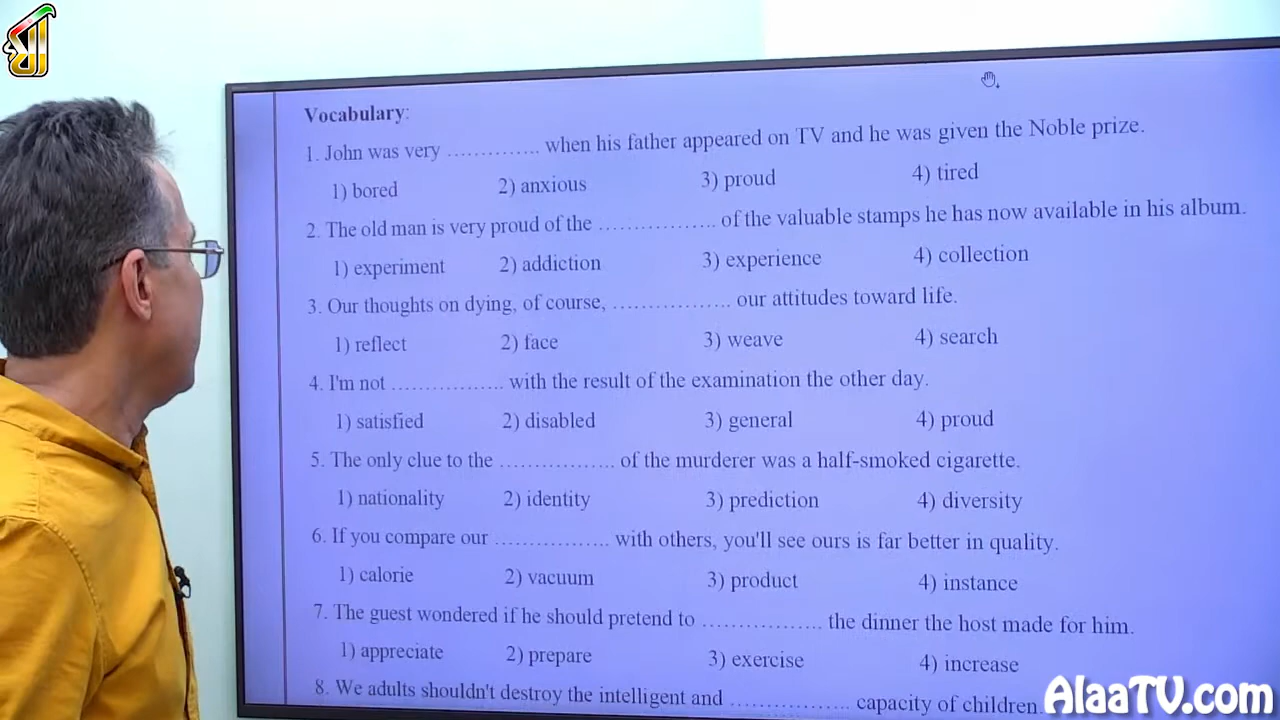 Vocabulary:
1. John was very .............. when his father appeared on TV and he was given the Noble prize.
1) bored 2) anxious 3) proud 4) tired
2. The old man is very proud of the ................. of the valuable stamps he has now available in his album.
1) experiment 2) addiction 3) experience 4) collection
3. Our thoughts on dying, of course, ................. our attitudes toward life.
1) reflect 2) face 3) weave 4) search
4. I'm not ................ with the result of the examination the other day.
1) satisfied 2) disabled 3) general 4) proud
5. The only clue to the ................ of the murderer was a half-smoked cigarette.
1) nationality 2) identity 3) prediction 4) diversity
6. If you compare our ................ with others, you'll see ours is far better in quality.
1) calorie 2) vacuum 3) product 4) instance
7. The guest wondered if he should pretend to ................. the dinner the host made for him.
1) appreciate 2) prepare 3) exercise 4) increase
8. We adults shouldn't destroy the intelligent and ................. capacity of children.
AlaaTV.com